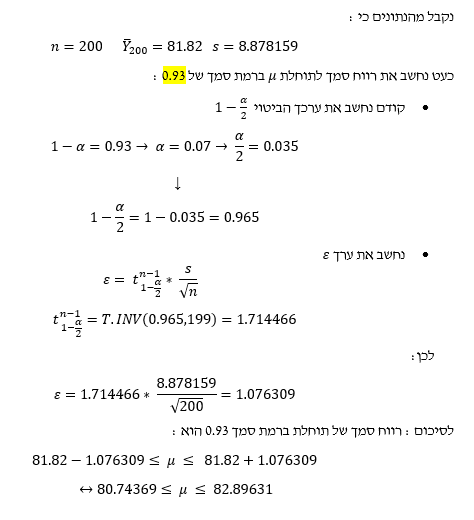 נקבל מהנתונים כי :
n = 200 Ȳ₂₀₀ = 81.82 s = 8.878159
כעט נחשב את רווח סמך לתוחלת μ ברמת סמך של 0.93 :
• קודם נחשב את ערכך הביטוי 1 − α/2
1 − α = 0.93 → α = 0.07 → α/2 = 0.035
↓
1 − α/2 = 1 − 0.035 = 0.965
• נחשב את ערך ε
ε = t^{n−1}_{1−α/2} * s/√n
t^{n−1}_{1−α/2} = T.INV(0.965,199) = 1.714466
לכן :
ε = 1.714466 * 8.878159/√200 = 1.076309
לסיכום : רווח סמך של תוחלת ברמת סמך 0.93 הוא :
81.82 − 1.076309 ≤ μ ≤ 81.82 + 1.076309
↔ 80.74369 ≤ μ ≤ 82.89631